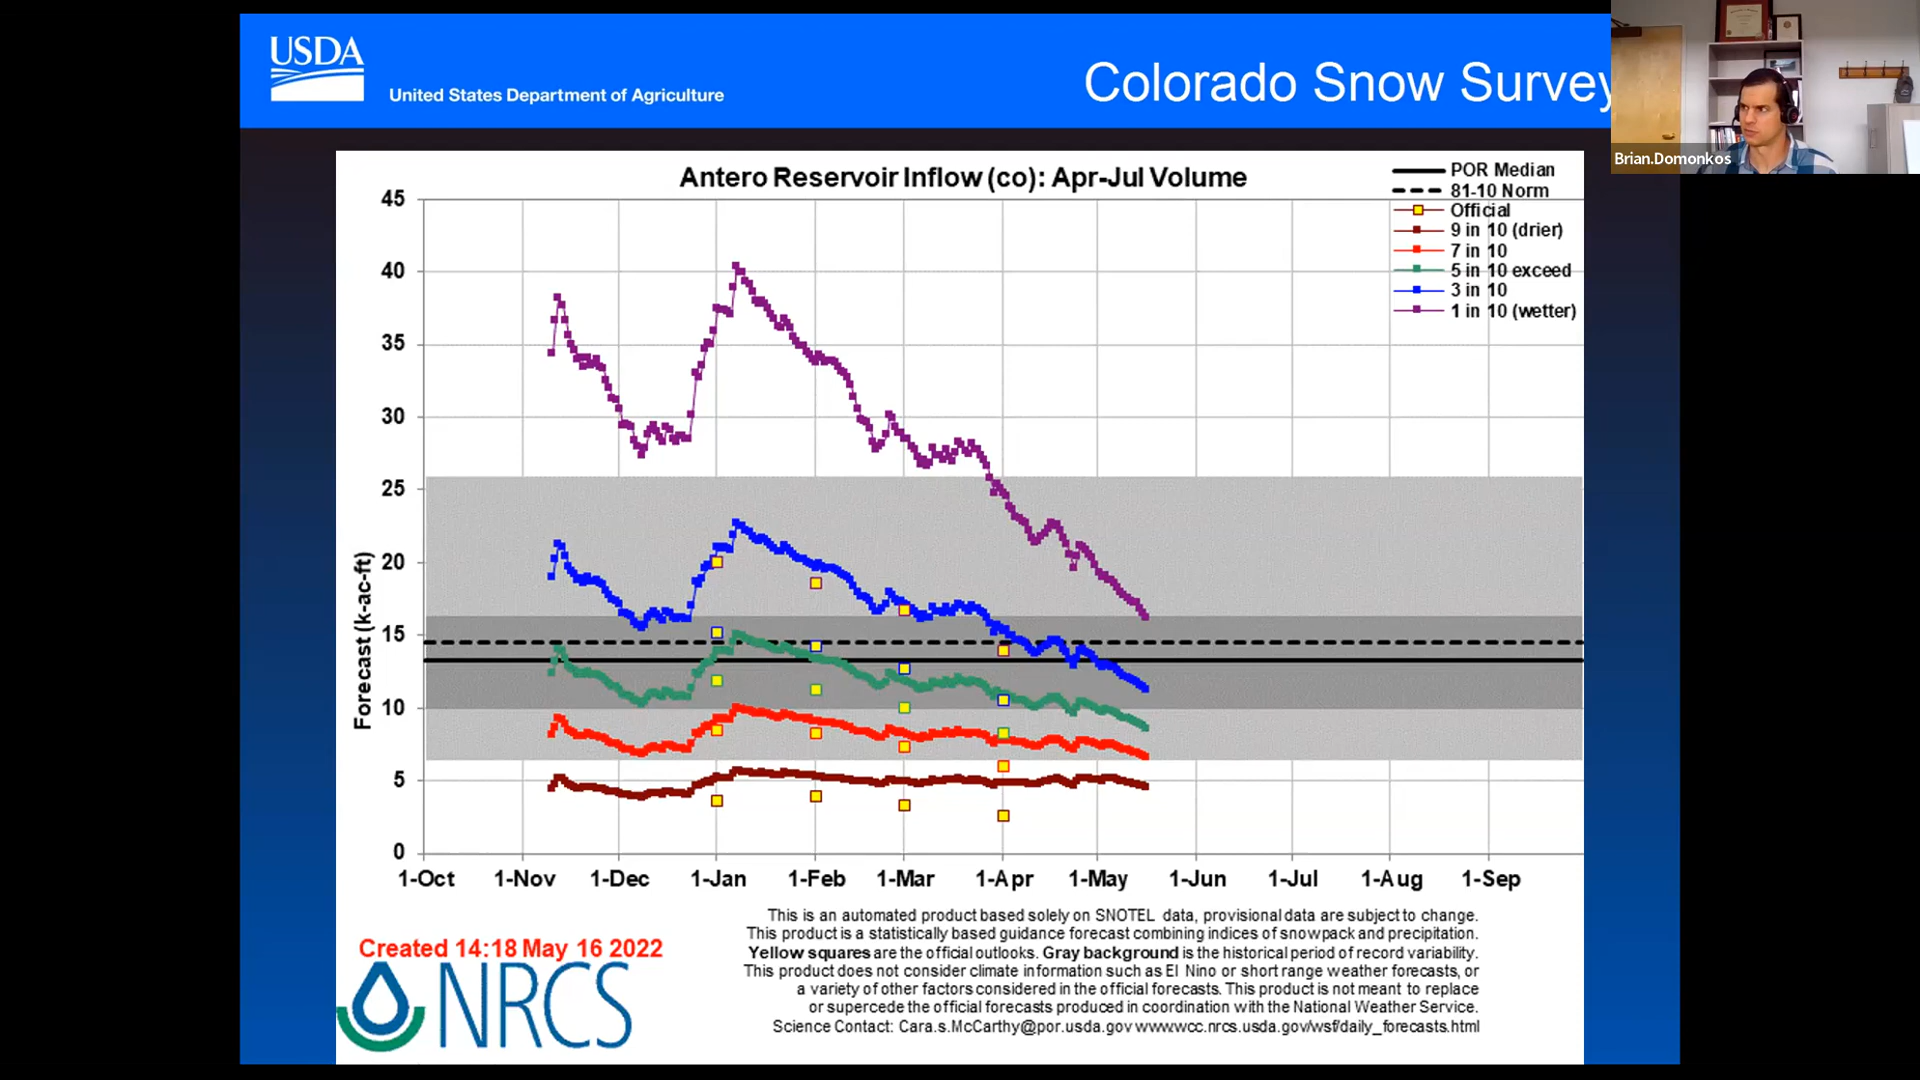 USDA
United States Department of Agriculture
Colorado Snow Survey
Brian.Domonkos
Antero Reservoir Inflow (co): Apr-Jul Volume
POR Median
81-10 Norm
Official
9 in 10 (drier)
7 in 10
5 in 10 exceed
3 in 10
1 in 10 (wetter)
Forecast (k-ac-ft)
45
40
35
30
25
20
15
10
5
0
1-Oct 1-Nov 1-Dec 1-Jan 1-Feb 1-Mar 1-Apr 1-May 1-Jun 1-Jul 1-Aug 1-Sep
This is an automated product based solely on SNOTEL data, provisional data are subject to change.
This product is a statistically based guidance forecast combining indices of snowpack and precipitation.
Yellow squares are the official outlooks. Gray background is the historical period of record variability.
This product does not consider climate information such as El Nino or short range weather forecasts, or
a variety of other factors considered in the official forecasts. This product is not meant to replace
or supercede the official forecasts produced in coordination with the National Weather Service.
Science Contact: Cara.s.McCarthy@por.usda.gov www.wcc.nrcs.usda.gov/wsf/daily_forecasts.html
Created 14:18 May 16 2022
NRCS